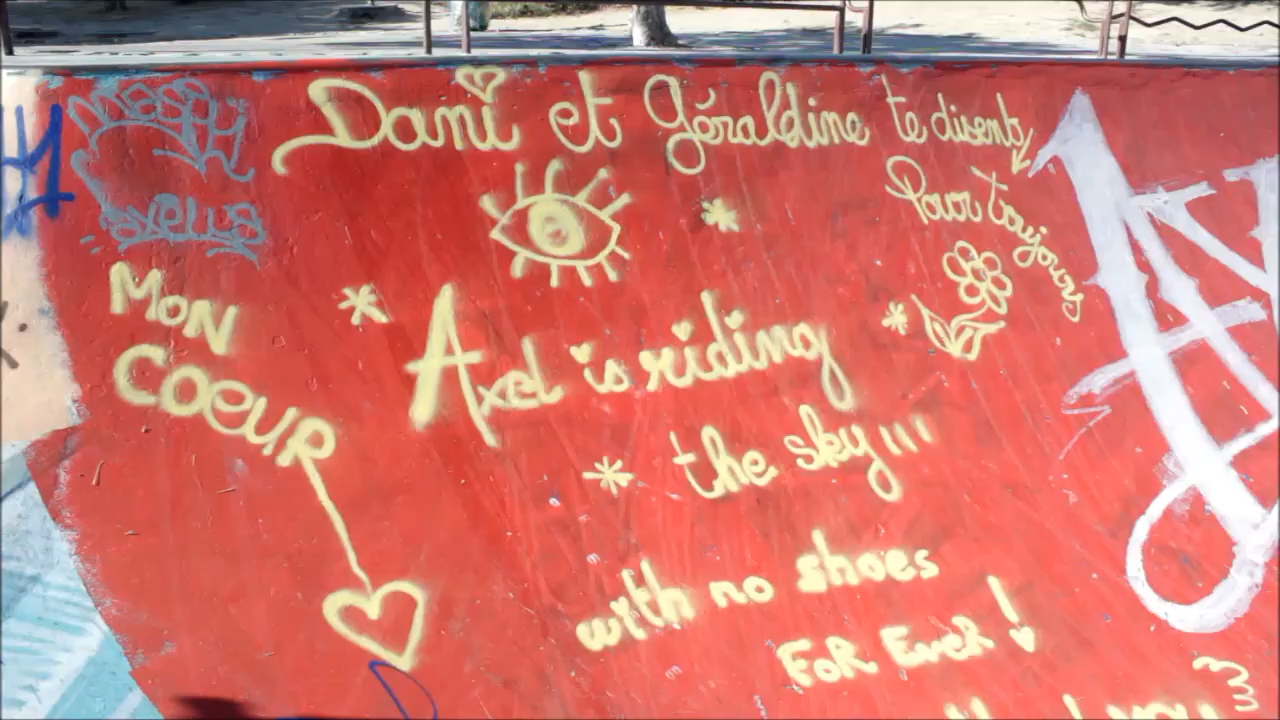 Dani et Géraldine te disent
Pour toujours
MON
COEUR
Axel is riding
the sky!!!
with no shoes
FOR EVER!